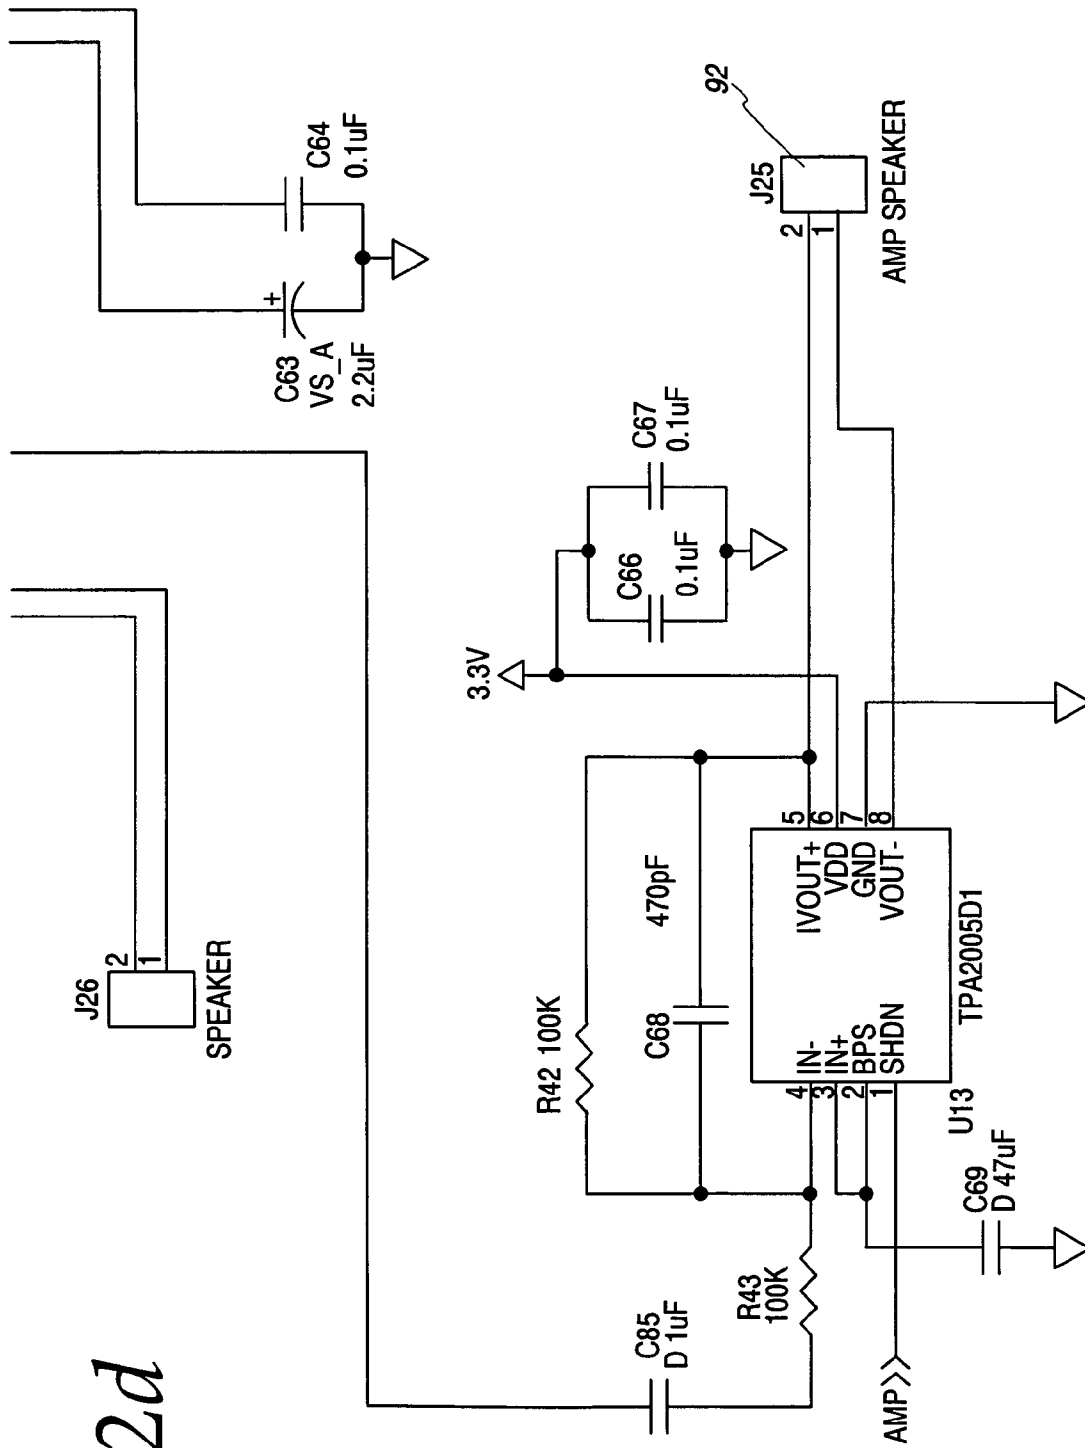 2d
J26
2
1
SPEAKER
C63
VS_A
2.2uF
+
C64
0.1uF
3.3V
C66
0.1uF
C67
0.1uF
R42 100K
C68
470pF
C85
D 1uF
R43
100K
4 IN-
3 IN+
2 BPS
1 SHDN
IVOUT+ 5
VDD 6
GND 7
VOUT- 8
U13
TPA2005D1
C69
D 47uF
AMP
J25
2
1
AMP SPEAKER
92